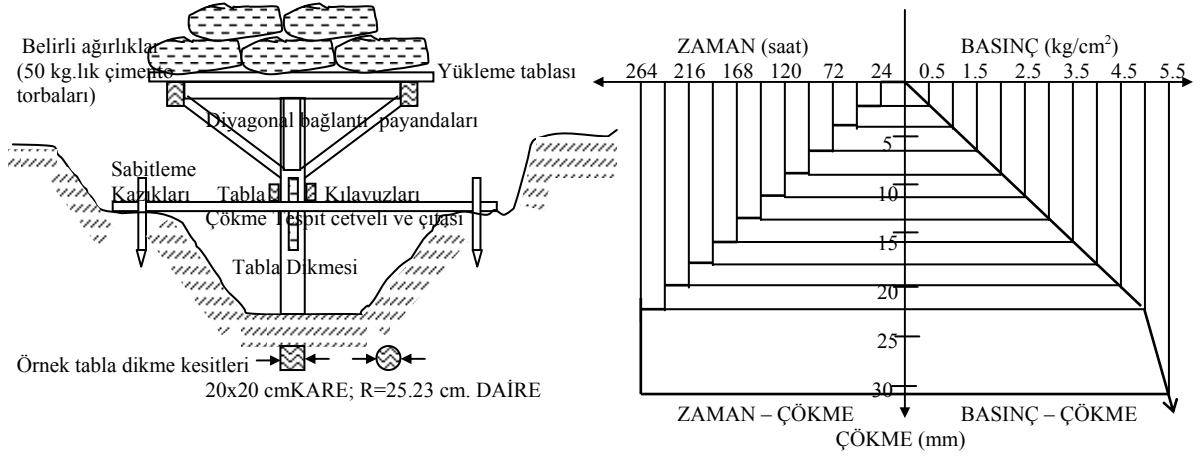 Belirli ağırlıklar
(50 kg.lık çimento
torbaları)
Yükleme tablası
Diyagonal bağlantı payandaları
Sabitleme
Kazıkları
Tabla
Kılavuzları
Çökme Tespit cetveli ve çıtası
Tabla Dikmesi
Örnek tabla dikme kesitleri
20x20 cmKARE; R=25.23 cm. DAİRE
ZAMAN (saat)
BASINÇ (kg/cm²)
264 216 168 120 72 24 0.5 1.5 2.5 3.5 4.5 5.5
5
10
15
20
25
30
ZAMAN – ÇÖKME
BASINÇ – ÇÖKME
ÇÖKME (mm)